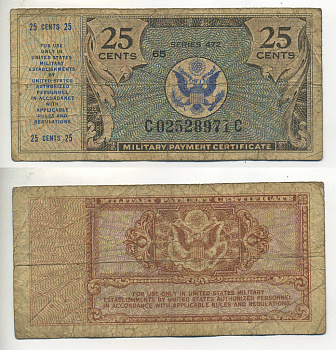 25 CENTS 25
FOR USE
ONLY IN
UNITED STATES
MILITARY
ESTABLISHMENTS
BY
UNITED STATES
AUTHORIZED
PERSONNEL
IN ACCORDANCE
WITH
APPLICABLE
RULES AND
REGULATIONS
25 CENTS 25
25
CENTS
SERIES 472
65
25
CENTS
C02528971C
MILITARY PAYMENT CERTIFICATE
MILITARY PAYMENT CERTIFICATE
FOR USE ONLY IN UNITED STATES MILITARY
ESTABLISHMENTS BY UNITED STATES AUTHORIZED PERSONNEL
IN ACCORDANCE WITH APPLICABLE RULES AND REGULATIONS.